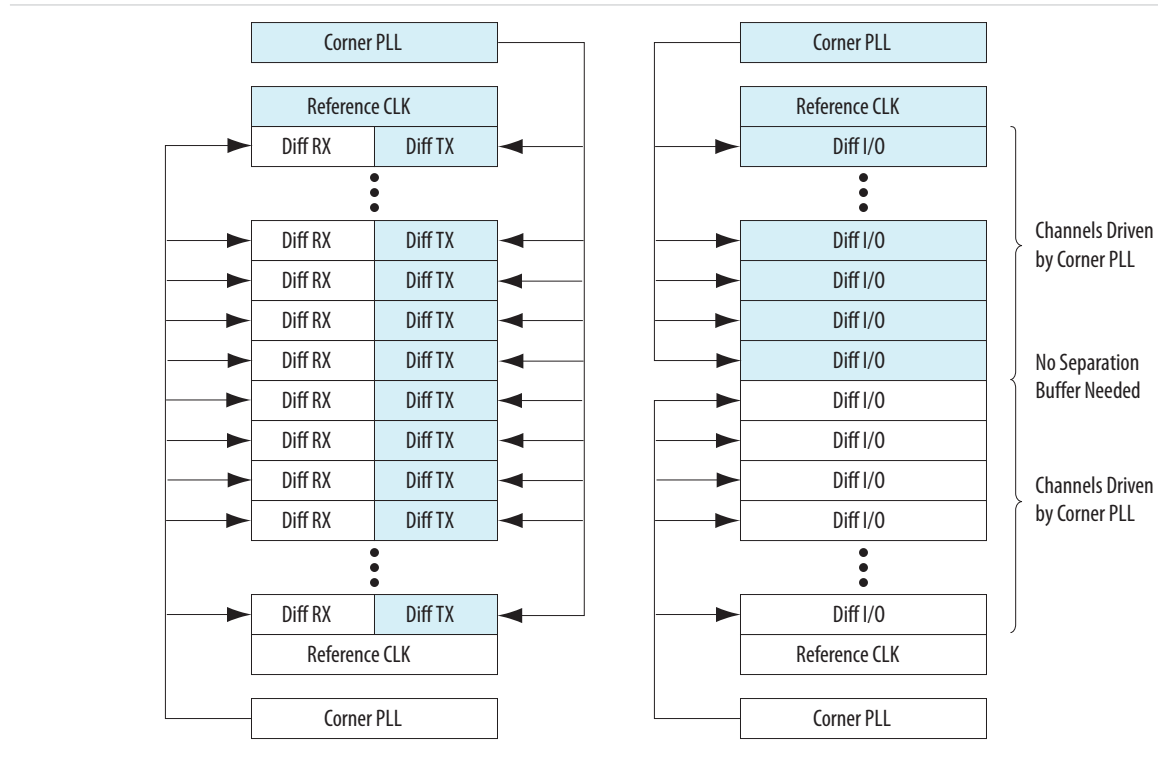 Corner PLL
Reference CLK
Diff RX Diff TX
Diff RX Diff TX
Diff RX Diff TX
Diff RX Diff TX
Diff RX Diff TX
Diff RX Diff TX
Diff RX Diff TX
Diff RX Diff TX
Diff RX Diff TX
Diff RX Diff TX
Reference CLK
Corner PLL
Corner PLL
Reference CLK
Diff I/O
Diff I/O
Diff I/O
Diff I/O
Diff I/O
Diff I/O
Diff I/O
Diff I/O
Diff I/O
Diff I/O
Reference CLK
Corner PLL
Channels Driven
by Corner PLL
No Separation
Buffer Needed
Channels Driven
by Corner PLL